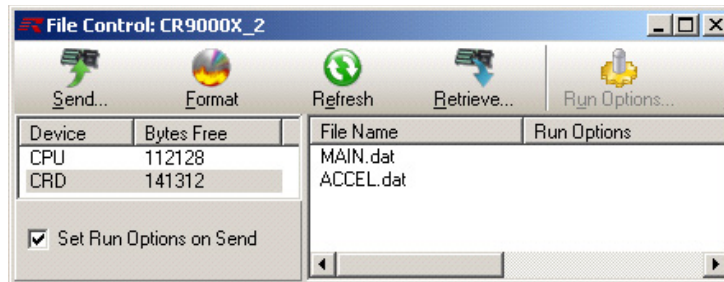 File Control: CR9000X_2
Send... Format Refresh Retrieve... Run Options...
Device Bytes Free File Name Run Options
CPU 112128 MAIN.dat
CRD 141312 ACCEL.dat
Set Run Options on Send